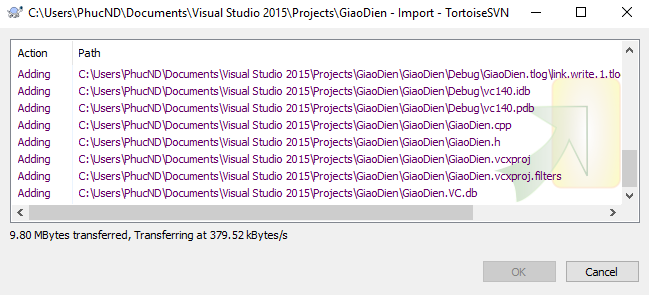 C:\Users\PhucND\Documents\Visual Studio 2015\Projects\GiaoDien - Import - TortoiseSVN
Action Path
Adding C:\Users\PhucND\Documents\Visual Studio 2015\Projects\GiaoDien\GiaoDien\Debug\GiaoDien.tlog\link.write.1.tlo
Adding C:\Users\PhucND\Documents\Visual Studio 2015\Projects\GiaoDien\GiaoDien\Debug\vc140.idb
Adding C:\Users\PhucND\Documents\Visual Studio 2015\Projects\GiaoDien\GiaoDien\Debug\vc140.pdb
Adding C:\Users\PhucND\Documents\Visual Studio 2015\Projects\GiaoDien\GiaoDien\GiaoDien.cpp
Adding C:\Users\PhucND\Documents\Visual Studio 2015\Projects\GiaoDien\GiaoDien\GiaoDien.h
Adding C:\Users\PhucND\Documents\Visual Studio 2015\Projects\GiaoDien\GiaoDien\GiaoDien.vcxproj
Adding C:\Users\PhucND\Documents\Visual Studio 2015\Projects\GiaoDien\GiaoDien\GiaoDien.vcxproj.filters
Adding C:\Users\PhucND\Documents\Visual Studio 2015\Projects\GiaoDien\GiaoDien.VC.db
9.80 MBytes transferred, Transferring at 379.52 kBytes/s
OK Cancel